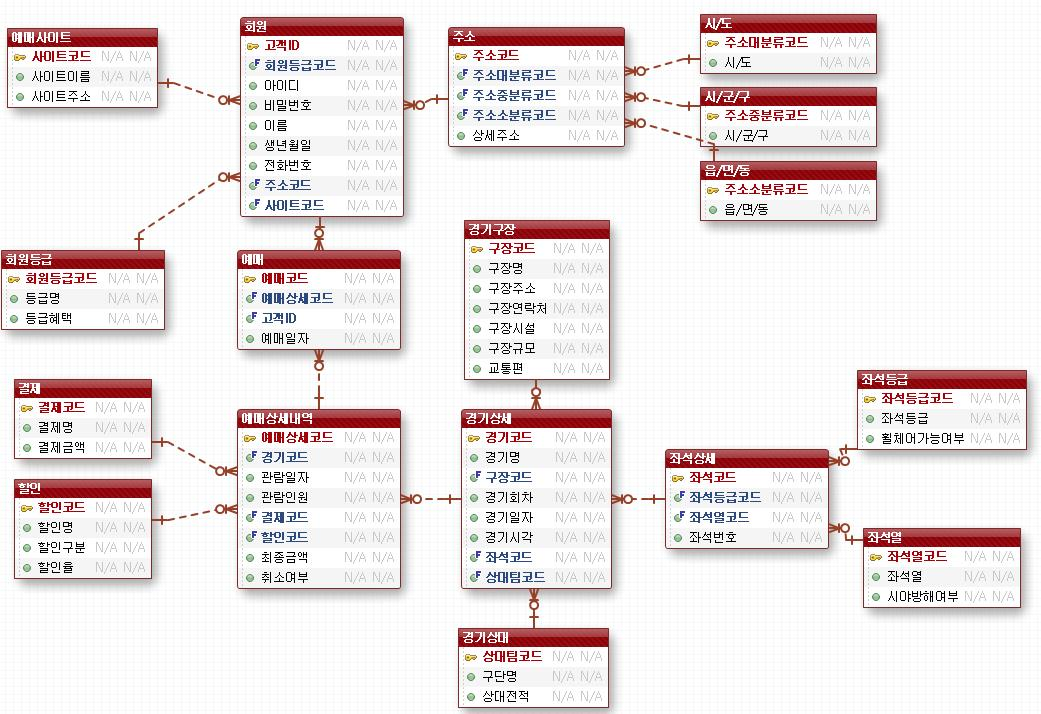 예매사이트
사이트코드 N/A N/A
사이트이름 N/A N/A
사이트주소 N/A N/A
회원
고객ID N/A N/A
회원등급코드 N/A N/A
아이디 N/A N/A
비밀번호 N/A N/A
이름 N/A N/A
생년월일 N/A N/A
전화번호 N/A N/A
주소코드 N/A N/A
사이트코드 N/A N/A
주소
주소코드 N/A N/A
주소대분류코드 N/A N/A
주소중분류코드 N/A N/A
주소소분류코드 N/A N/A
상세주소 N/A N/A
시/도
주소대분류코드 N/A N/A
시/도 N/A N/A
시/군/구
주소중분류코드 N/A N/A
시/군/구 N/A N/A
읍/면/동
주소소분류코드 N/A N/A
읍/면/동 N/A N/A
회원등급
회원등급코드 N/A N/A
등급명 N/A N/A
등급혜택 N/A N/A
예매
예매코드 N/A N/A
예매상세코드 N/A N/A
고객ID N/A N/A
예매일자 N/A N/A
경기구장
구장코드 N/A N/A
구장명 N/A N/A
구장주소 N/A N/A
구장연락처 N/A N/A
구장시설 N/A N/A
구장규모 N/A N/A
교통편 N/A N/A
결제
결제코드 N/A N/A
결제명 N/A N/A
결제금액 N/A N/A
할인
할인코드 N/A N/A
할인명 N/A N/A
할인구분 N/A N/A
할인율 N/A N/A
예매상세내역
예매상세코드 N/A N/A
경기코드 N/A N/A
관람일자 N/A N/A
관람인원 N/A N/A
결제코드 N/A N/A
할인코드 N/A N/A
최종금액 N/A N/A
취소여부 N/A N/A
경기상세
경기코드 N/A N/A
경기명 N/A N/A
구장코드 N/A N/A
경기회차 N/A N/A
경기일자 N/A N/A
경기시각 N/A N/A
좌석코드 N/A N/A
상대팀코드 N/A N/A
좌석상세
좌석코드 N/A N/A
좌석등급코드 N/A N/A
좌석열코드 N/A N/A
좌석번호 N/A N/A
좌석등급
좌석등급코드 N/A N/A
좌석등급 N/A N/A
휠체어가능여부 N/A N/A
좌석열
좌석열코드 N/A N/A
좌석열 N/A N/A
시야방해여부 N/A N/A
경기상대
상대팀코드 N/A N/A
구단명 N/A N/A
상대전적 N/A N/A